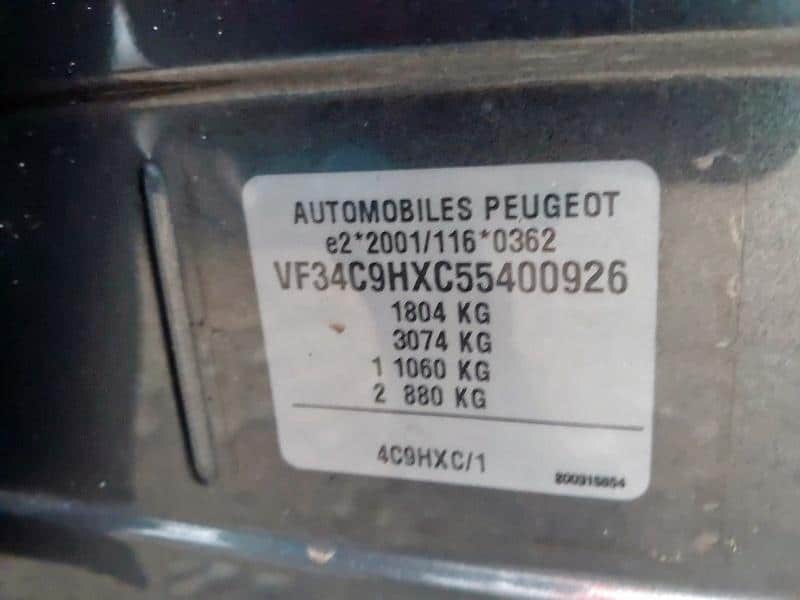 AUTOMOBILES PEUGEOT
e2*2001/116*0362
VF34C9HXC55400926
1804 KG
3074 KG
1 1060 KG
2 880 KG
4C9HXC/1